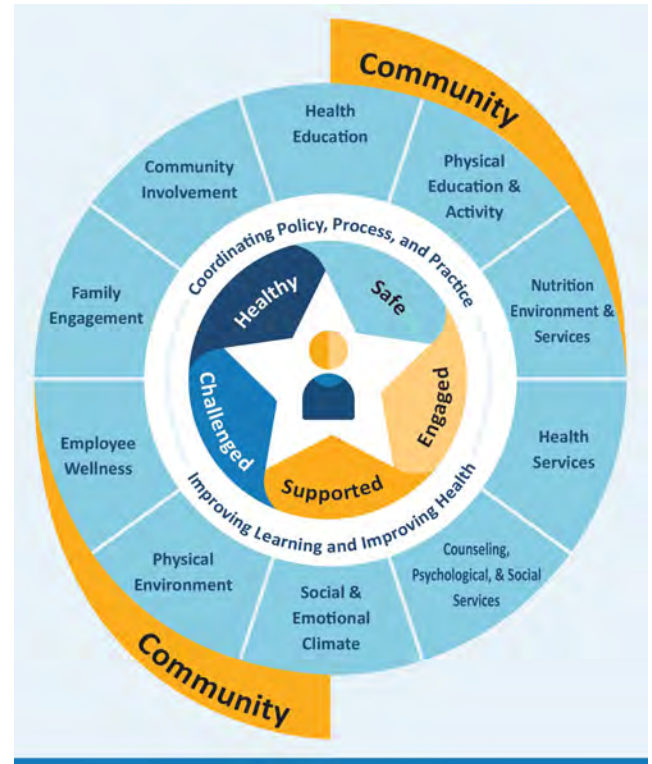 Community
Health
Education
Physical
Education &
Activity
Nutrition
Environment &
Services
Health
Services
Counseling,
Psychological, & Social
Services
Social &
Emotional
Climate
Physical
Environment
Employee
Wellness
Family
Engagement
Community
Involvement
Coordinating Policy, Process, and Practice
Improving Learning and Improving Health
Healthy
Safe
Engaged
Supported
Challenged
Community